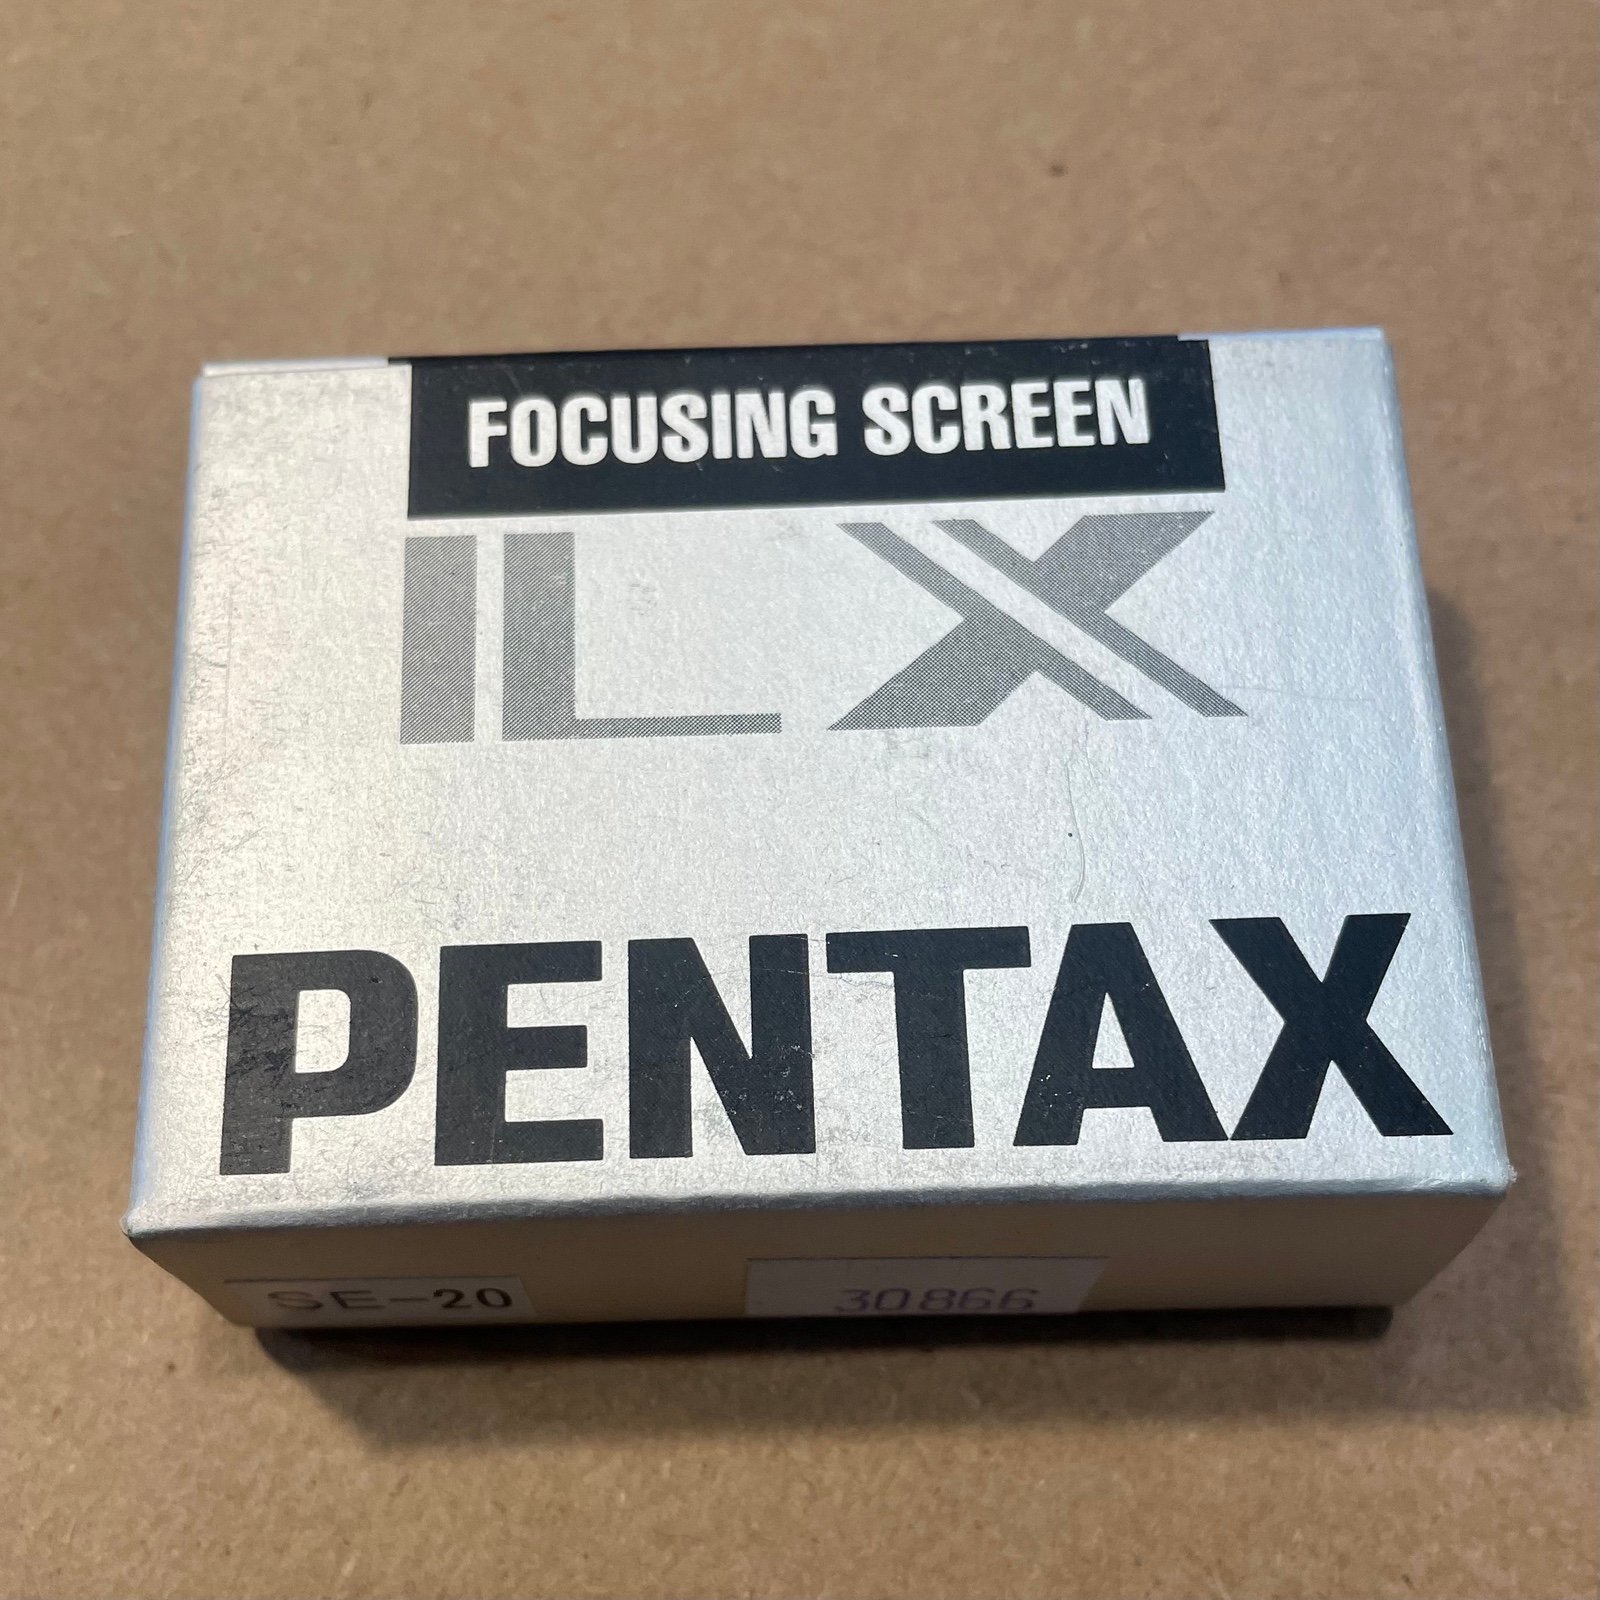 FOCUSING SCREEN
LX
PENTAX
SE-20
30866